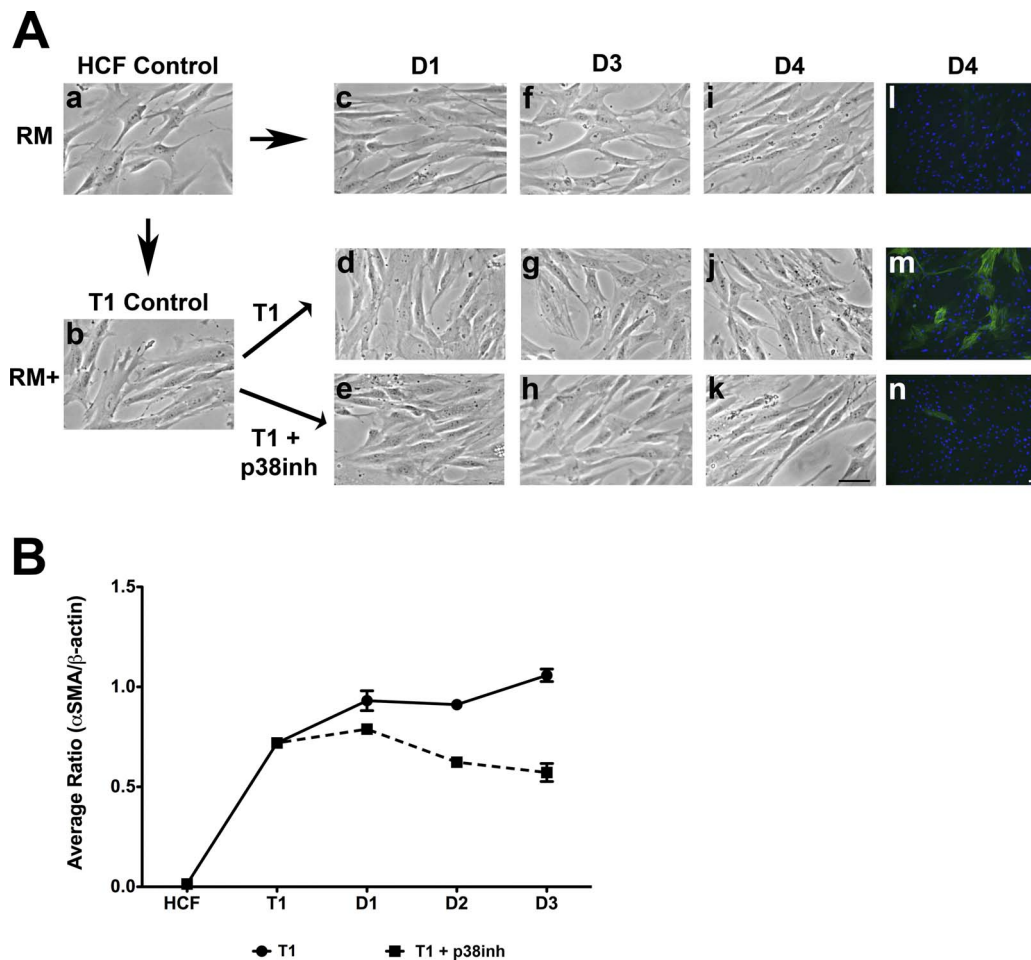 A
HCF Control
D1
D3
D4
D4
RM
a
c
f
i
l
T1 Control
T1
d
g
j
m
RM+
b
T1 +
p38inh
e
h
k
n
B
Average Ratio (αSMA/β-actin)
1.5
1.0
0.5
0.0
HCF
T1
D1
D2
D3
T1
T1 + p38inh